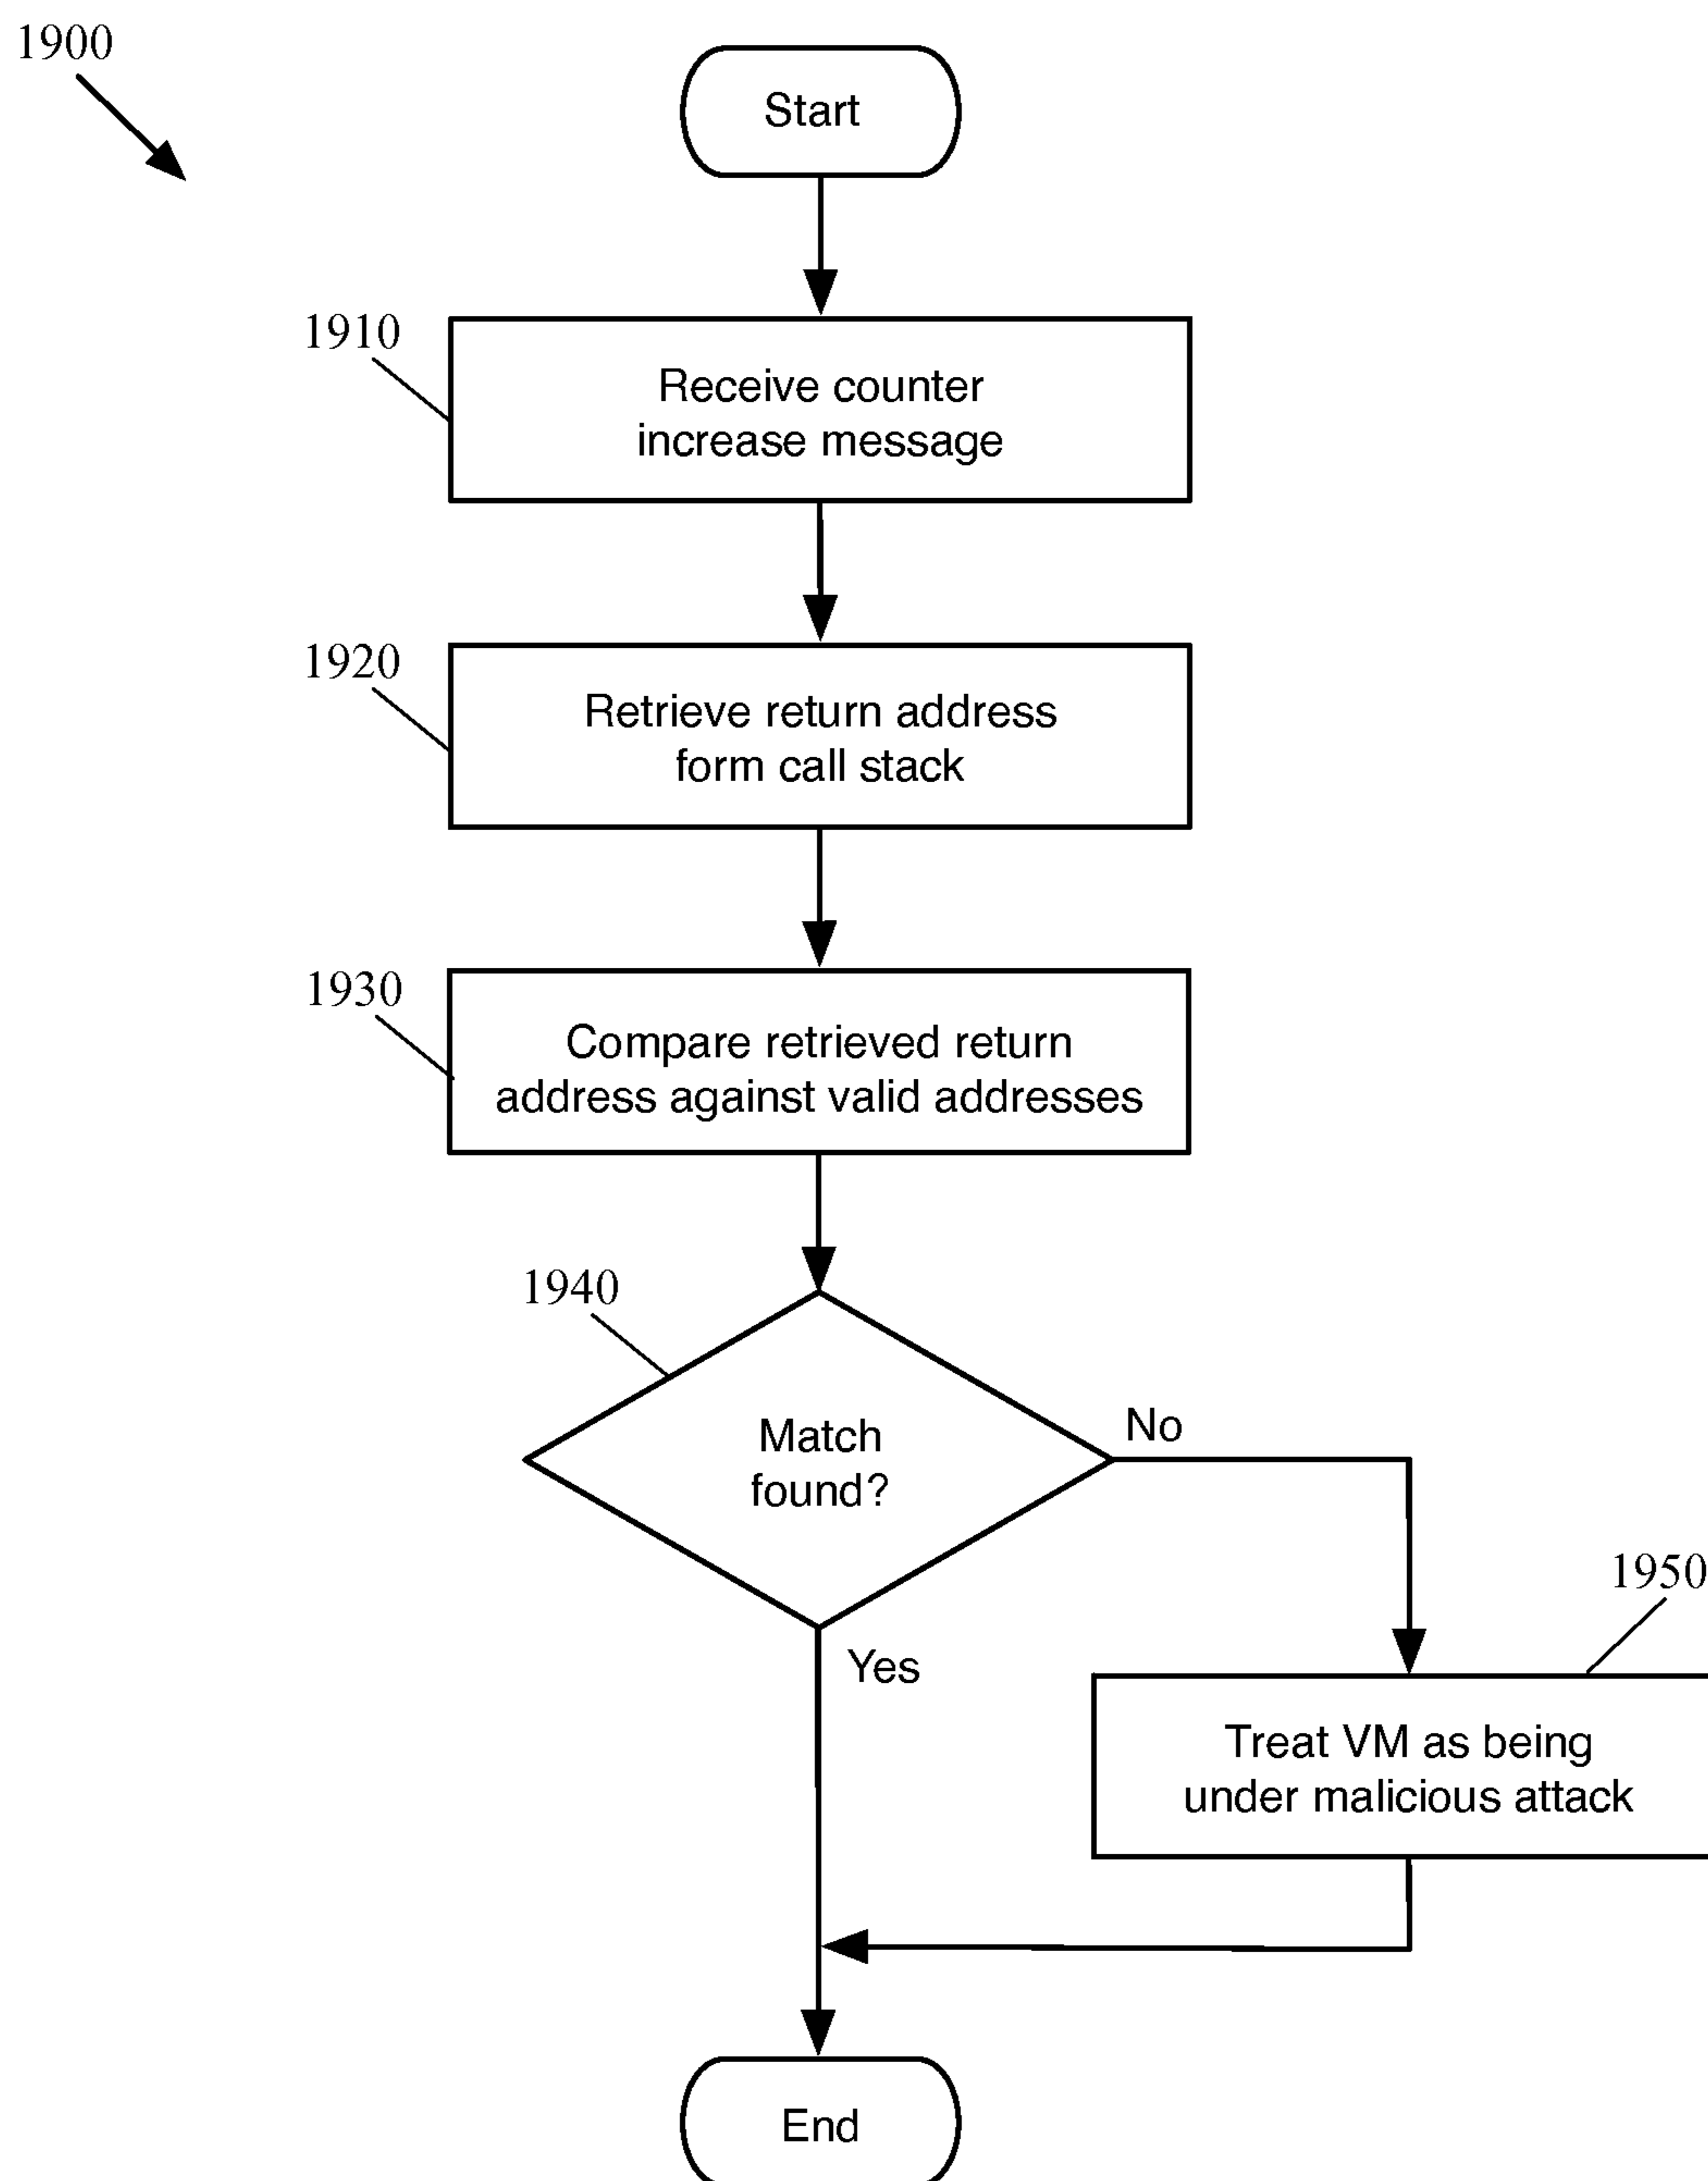 1900
Start
1910
Receive counter
increase message
1920
Retrieve return address
form call stack
1930
Compare retrieved return
address against valid addresses
1940
Match
found?
No
Yes
1950
Treat VM as being
under malicious attack
End